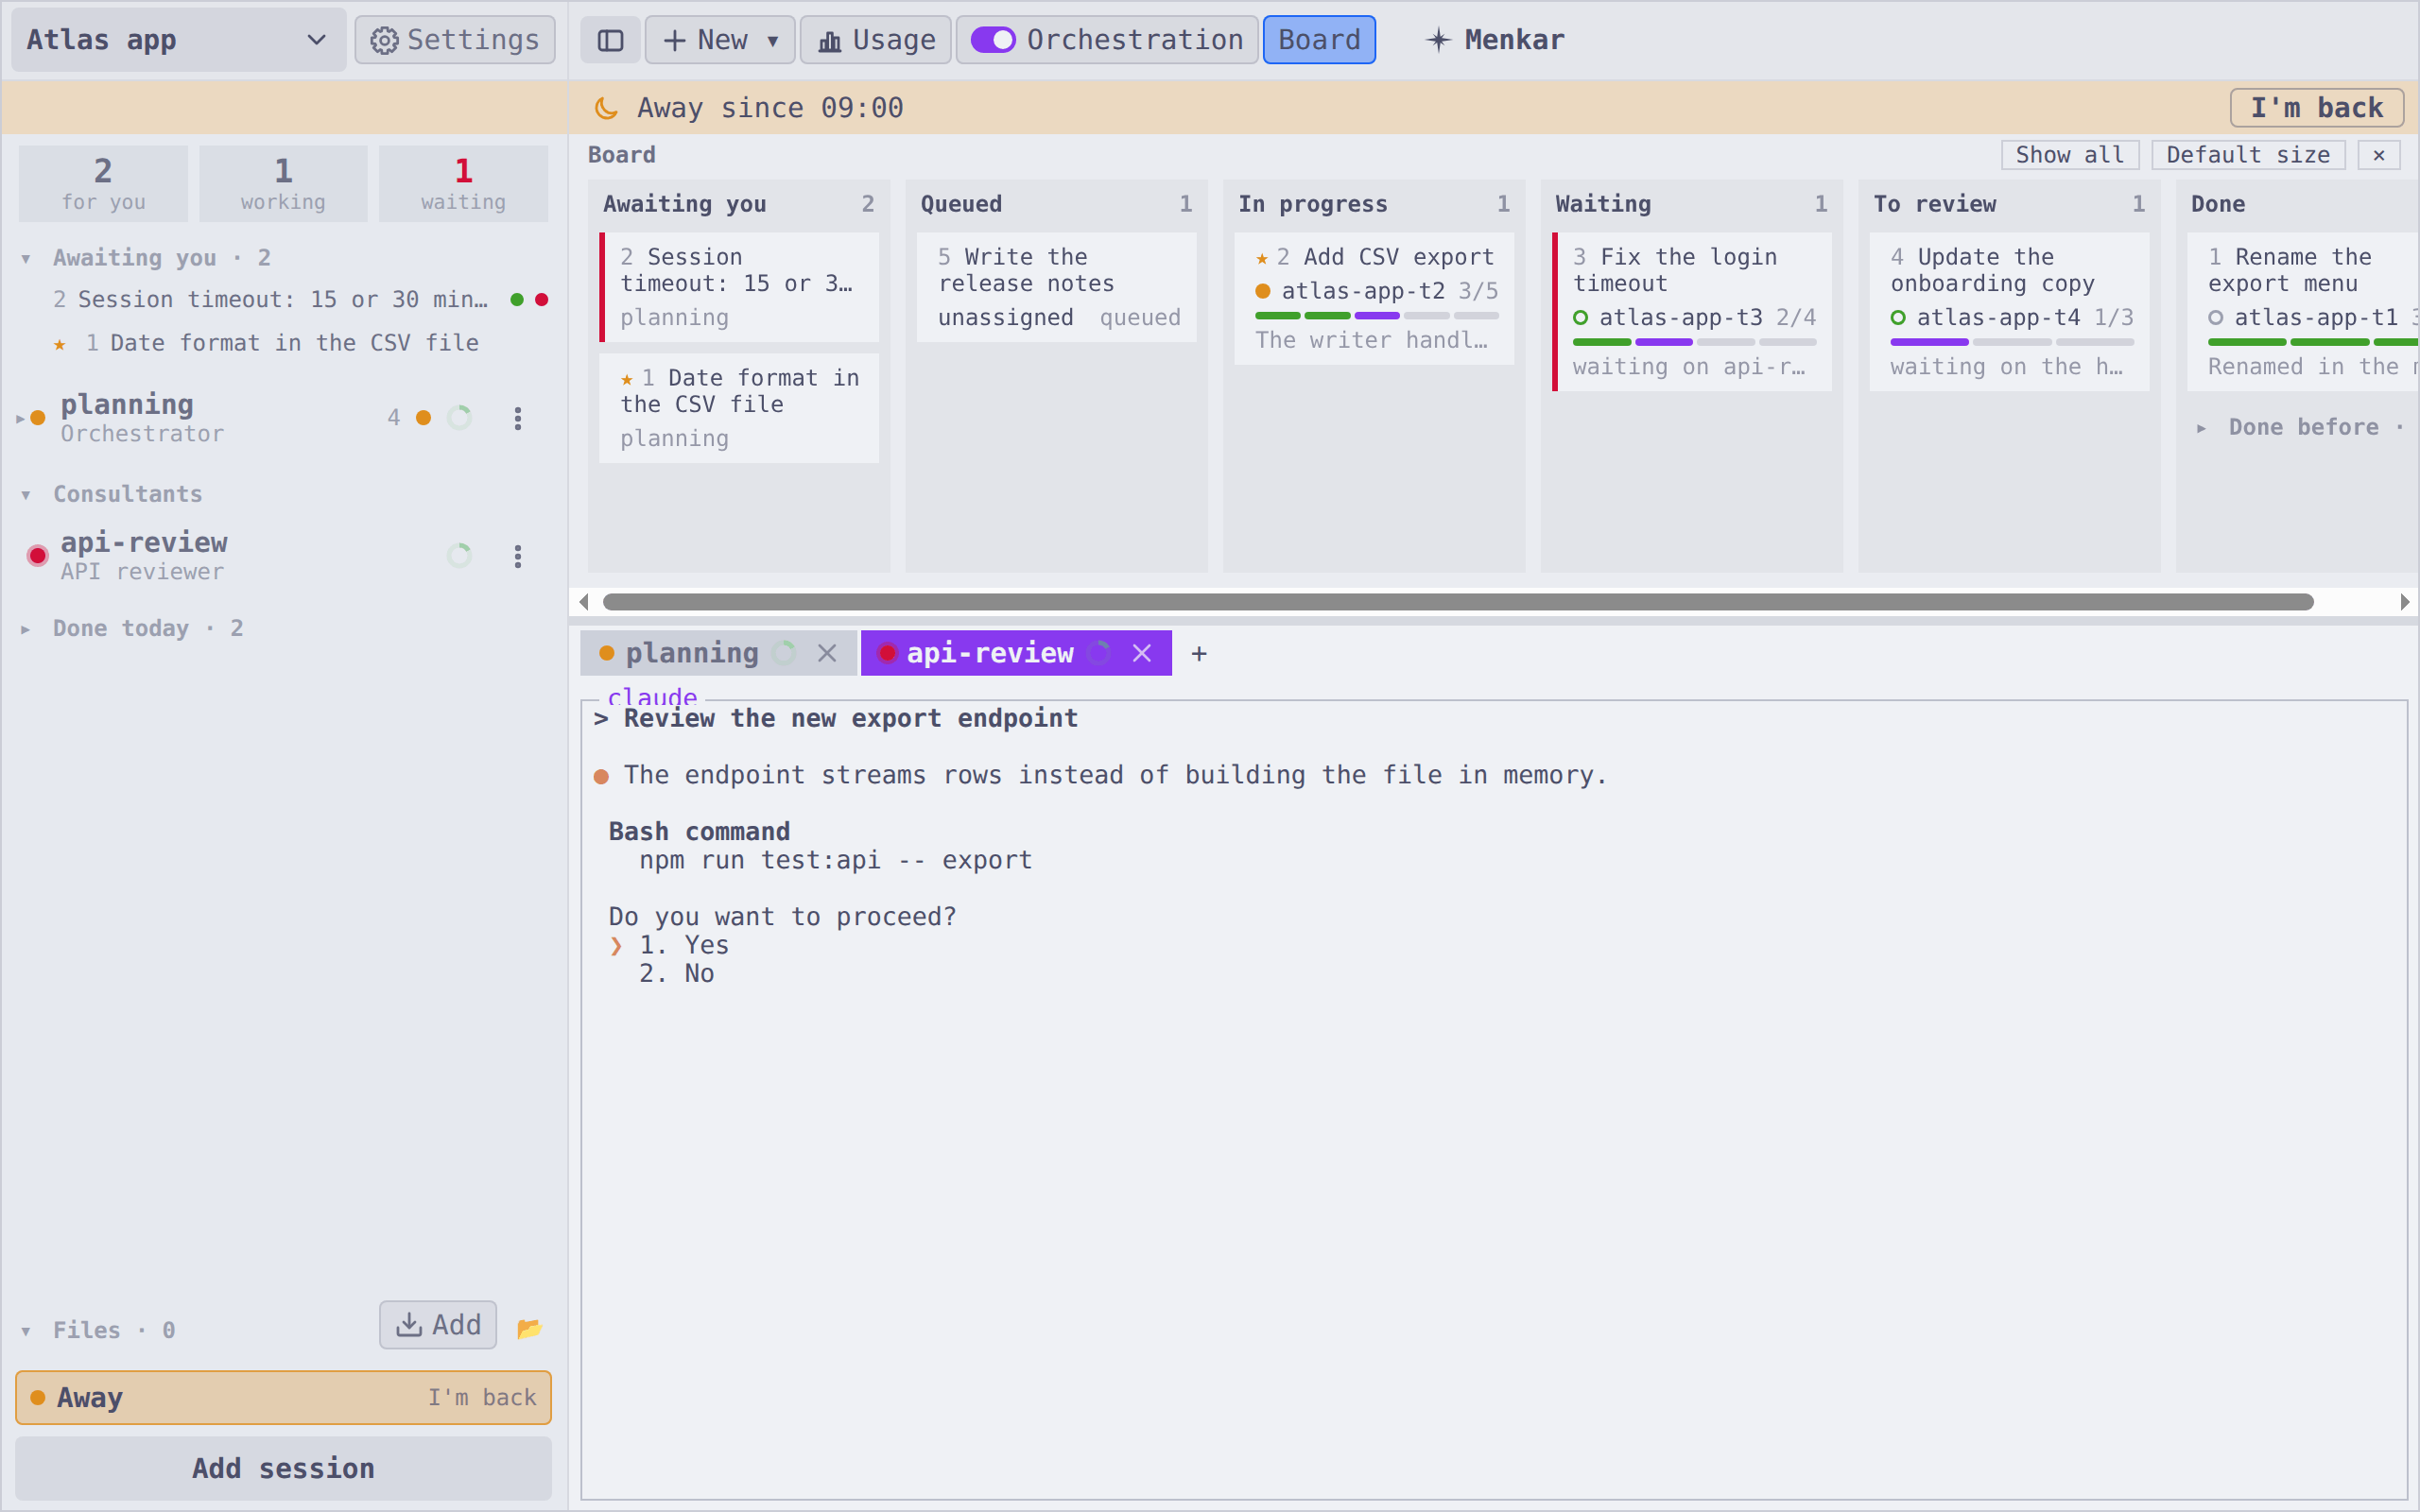 Atlas app
Settings
New
Usage
Orchestration
Board
Menkar
Away since 09:00
I'm back
2
for you
1
working
1
waiting
Awaiting you · 2
2 Session timeout: 15 or 30 min…
★ 1 Date format in the CSV file
planning
Orchestrator
4
Consultants
api-review
API reviewer
Done today · 2
Files · 0
Add
Away
I'm back
Add session
Board
Show all
Default size
×
Awaiting you 2
2 Session
timeout: 15 or 3…
planning
★ 1 Date format in
the CSV file
planning
Queued 1
5 Write the
release notes
unassigned queued
In progress 1
★ 2 Add CSV export
atlas-app-t2 3/5
The writer handl…
Waiting 1
3 Fix the login
timeout
atlas-app-t3 2/4
waiting on api-r…
To review 1
4 Update the
onboarding copy
atlas-app-t4 1/3
waiting on the h…
Done
1 Rename the
export menu
atlas-app-t1
Renamed in the
Done before ·
planning
api-review
+
claude
> Review the new export endpoint
● The endpoint streams rows instead of building the file in memory.
Bash command
npm run test:api -- export
Do you want to proceed?
❯ 1. Yes
2. No